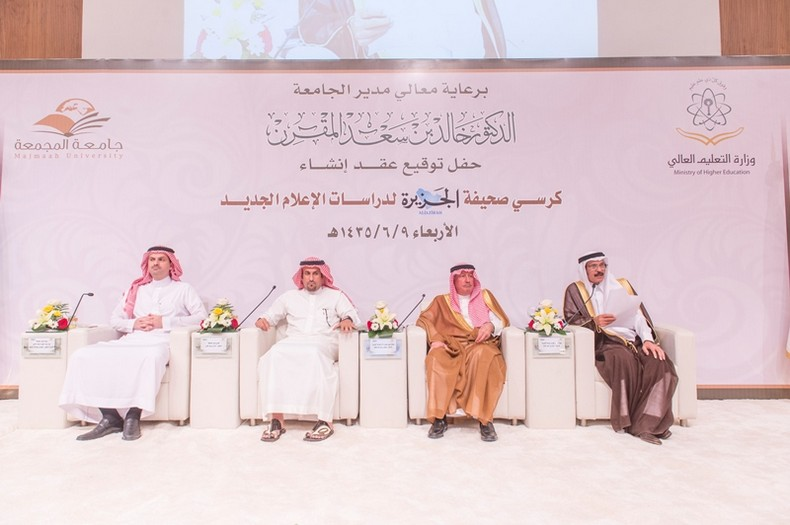 برعاية معالي مدير الجامعة
الدكتور خالد بن سعد المقرن
حفل توقيع عقد إنشاء
كرسي صحيفة الجزيرة لدراسات الإعلام الجديد
ALJAZIRAH
الأربعاء ١٤٣٥/٦/٩هـ
جامعة المجمعة
Majmaah University
وزارة التعليم العالي
Ministry of Higher Education